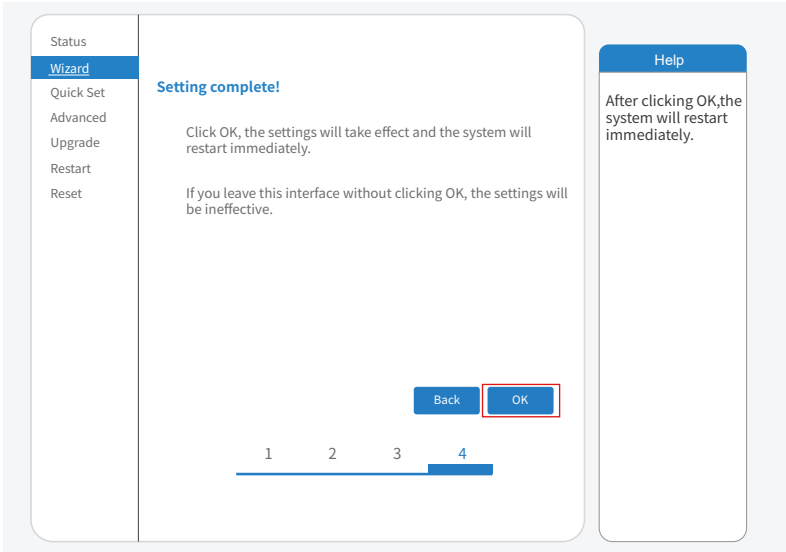 Status
Wizard
Quick Set
Advanced
Upgrade
Restart
Reset
Setting complete!
Click OK, the settings will take effect and the system will
restart immediately.
If you leave this interface without clicking OK, the settings will
be ineffective.
Back
OK
1
2
3
4
Help
After clicking OK,the
system will restart
immediately.